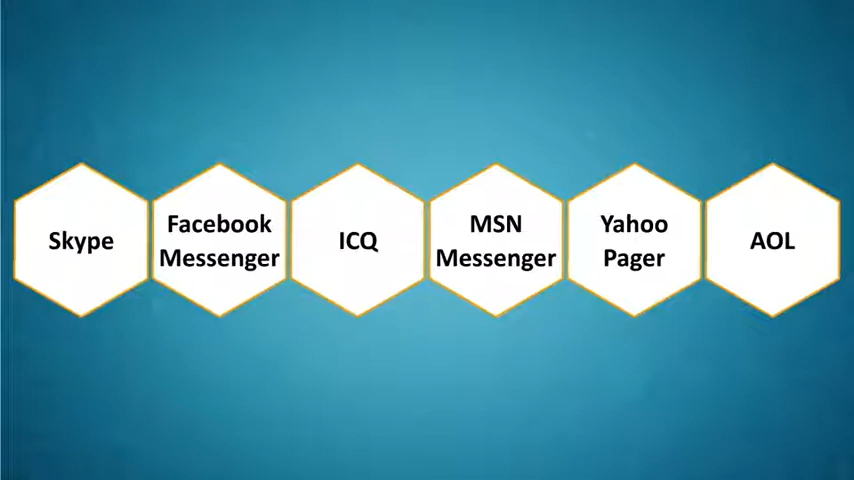 Skype
Facebook
Messenger
ICQ
MSN
Messenger
Yahoo
Pager
AOL